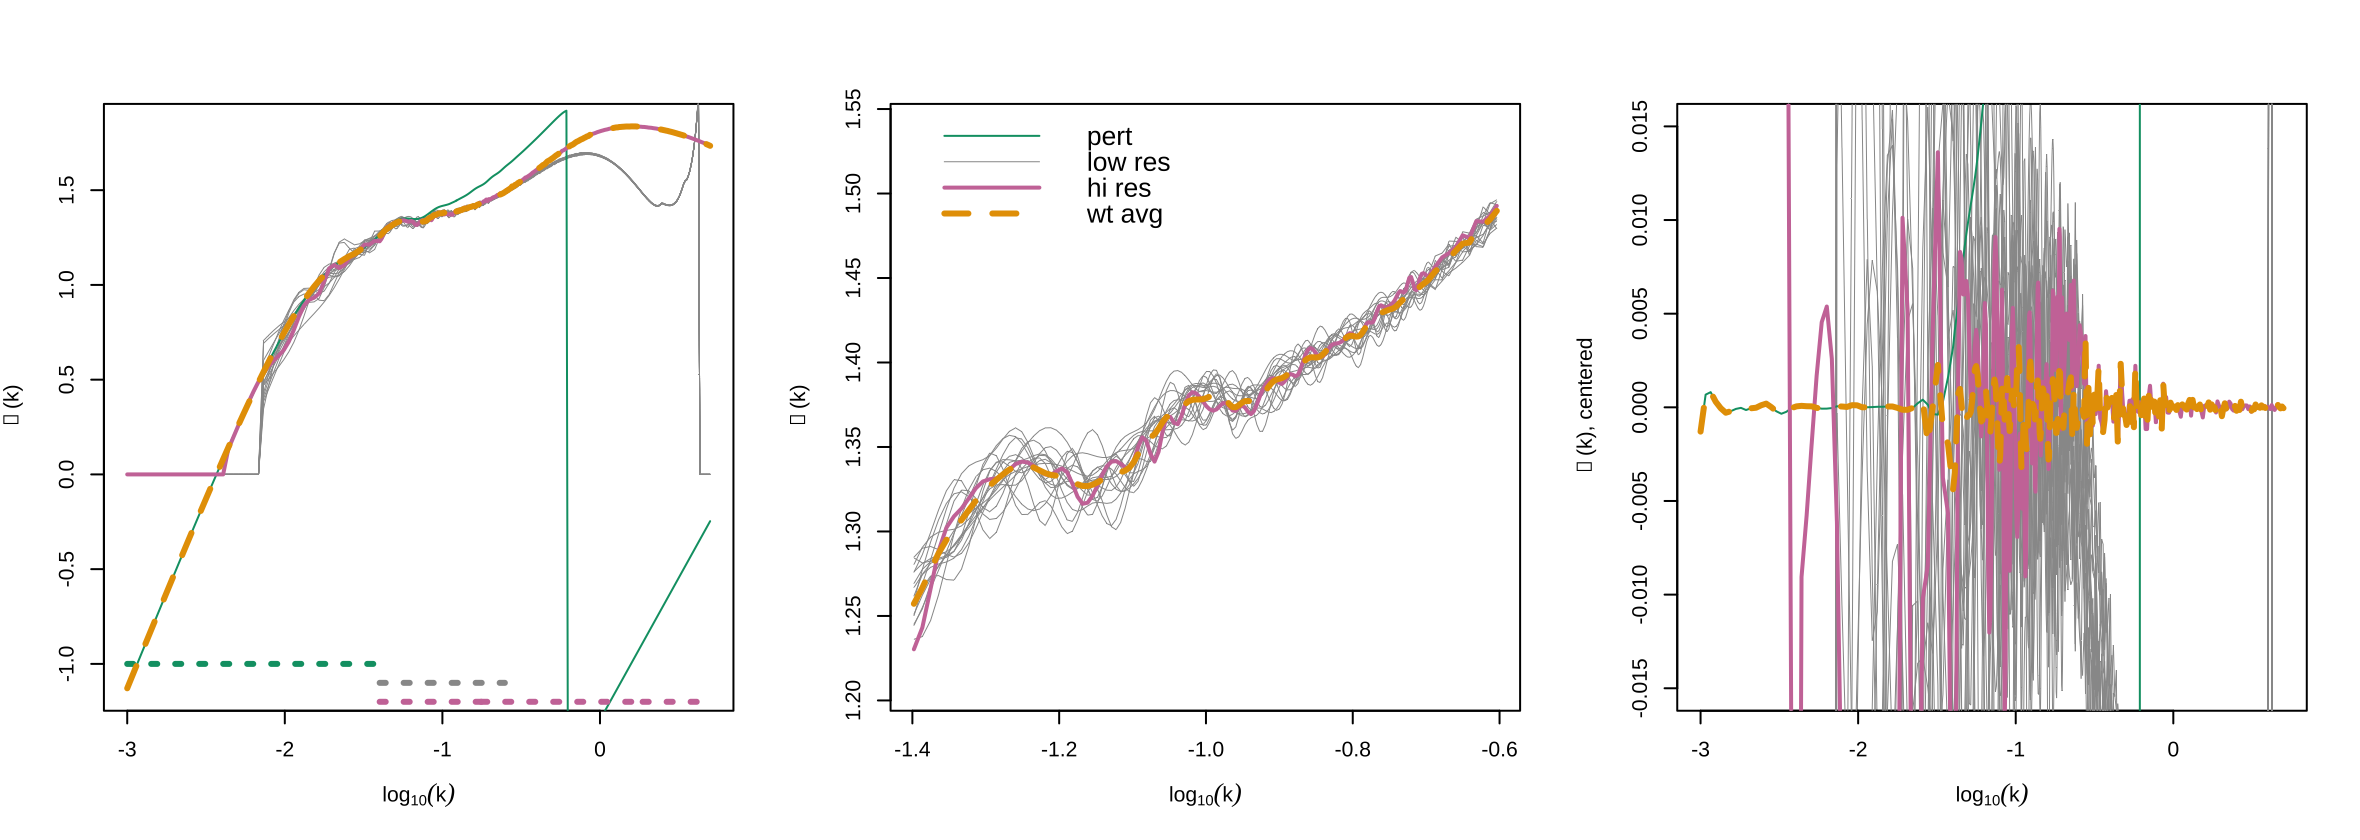 1.5
1.0
0.5
0.0
-0.5
-1.0
▯ (k)
-3 -2 -1 0
log10(k)
1.55
1.50
1.45
1.40
1.35
1.30
1.25
1.20
▯ (k)
pert
low res
hi res
wt avg
-1.4 -1.2 -1.0 -0.8 -0.6
log10(k)
0.015
0.010
0.005
0.000
-0.005
-0.010
-0.015
▯ (k), centered
-3 -2 -1 0
log10(k)